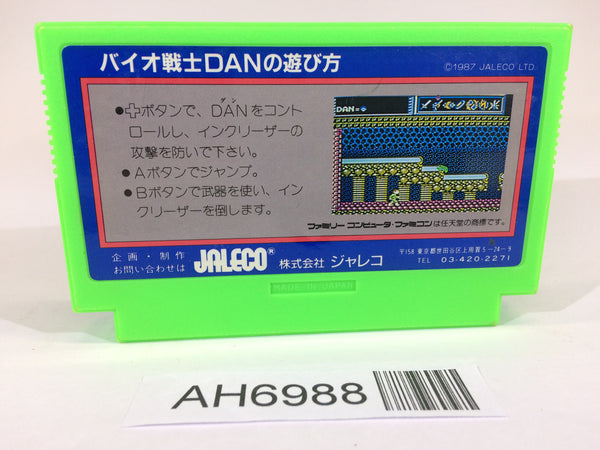 バイオ戦士DANの遊び方
©1987 JALECO LTD.
●✚ボタンで、DANをコント
ダン
ロールし、インクリーザーの
攻撃を防いで下さい。
●Aボタンでジャンプ。
●Bボタンで武器を使い、イン
クリーザーを倒します。
DAN
ファミリーコンピュータ・ファミコンは任天堂の商標です。
企画・制作
お問い合わせは
JALECO®
株式会社 ジャレコ
〒158 東京都世田谷区上用賀5-24-9
TEL 03-420-2271
MADE IN JAPAN
AH6988